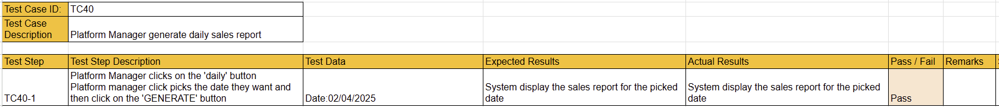 Test Case ID: TC40
Test Case
Description
Platform Manager generate daily sales report
Test Step Test Step Description Test Data Expected Results Actual Results Pass / Fail Remarks
TC40-1
Platform Manager clicks on the 'daily' button
Platform manager click picks the date they want and
then click on the 'GENERATE' button
Date:02/04/2025
System display the sales report for the picked
date
System display the sales report for the picked
date
Pass